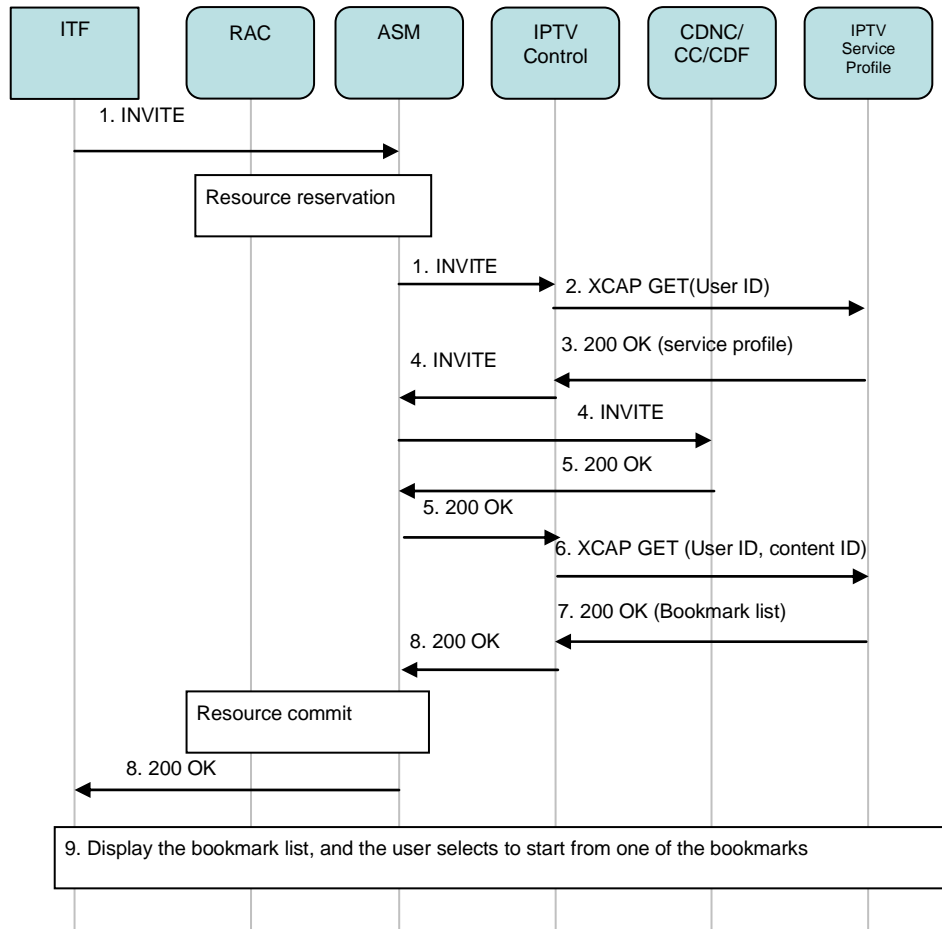 ITF
RAC
ASM
IPTV
Control
CDNC/
CC/CDF
IPTV
Service
Profile
1. INVITE
Resource reservation
1. INVITE
2. XCAP GET(User ID)
3. 200 OK (service profile)
4. INVITE
4. INVITE
5. 200 OK
5. 200 OK
6. XCAP GET (User ID, content ID)
7. 200 OK (Bookmark list)
8. 200 OK
Resource commit
8. 200 OK
9. Display the bookmark list, and the user selects to start from one of the bookmarks